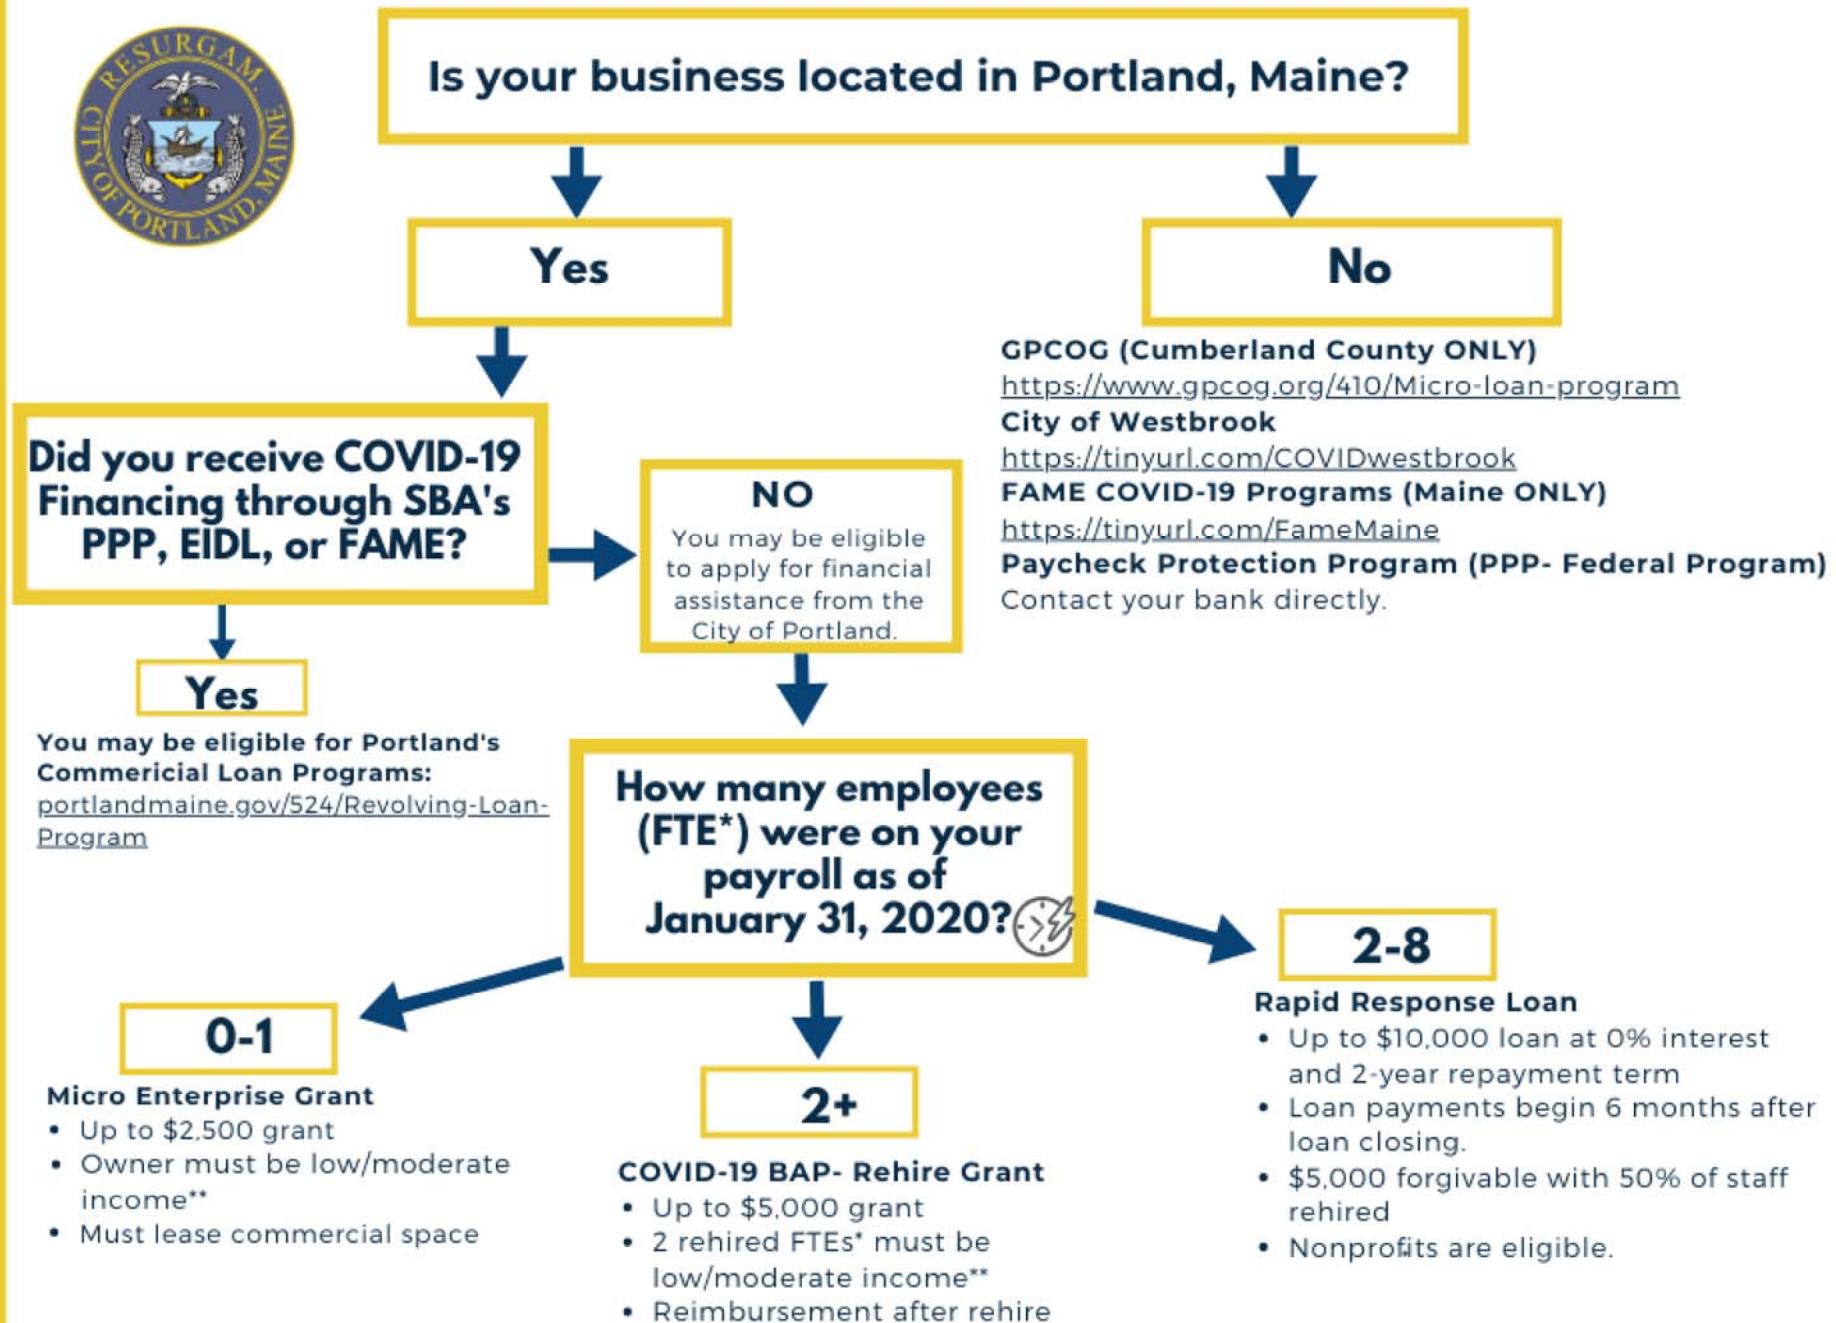 RESURGAM.
CITY OF PORTLAND, MAINE
Is your business located in Portland, Maine?
Yes
No
GPCOG (Cumberland County ONLY)
https://www.gpcog.org/410/Micro-loan-program
City of Westbrook
https://tinyurl.com/COVIDwestbrook
FAME COVID-19 Programs (Maine ONLY)
https://tinyurl.com/FameMaine
Paycheck Protection Program (PPP- Federal Program)
Contact your bank directly.
Did you receive COVID-19
Financing through SBA's
PPP, EIDL, or FAME?
NO
You may be eligible
to apply for financial
assistance from the
City of Portland.
Yes
You may be eligible for Portland's
Commericial Loan Programs:
portlandmaine.gov/524/Revolving-Loan-
Program
How many employees
(FTE*) were on your
payroll as of
January 31, 2020?
0-1
Micro Enterprise Grant
• Up to $2,500 grant
• Owner must be low/moderate
income**
• Must lease commercial space
2+
COVID-19 BAP- Rehire Grant
• Up to $5,000 grant
• 2 rehired FTEs* must be
low/moderate income**
• Reimbursement after rehire
2-8
Rapid Response Loan
• Up to $10,000 loan at 0% interest
and 2-year repayment term
• Loan payments begin 6 months after
loan closing.
• $5,000 forgivable with 50% of staff
rehired
• Nonprofits are eligible.